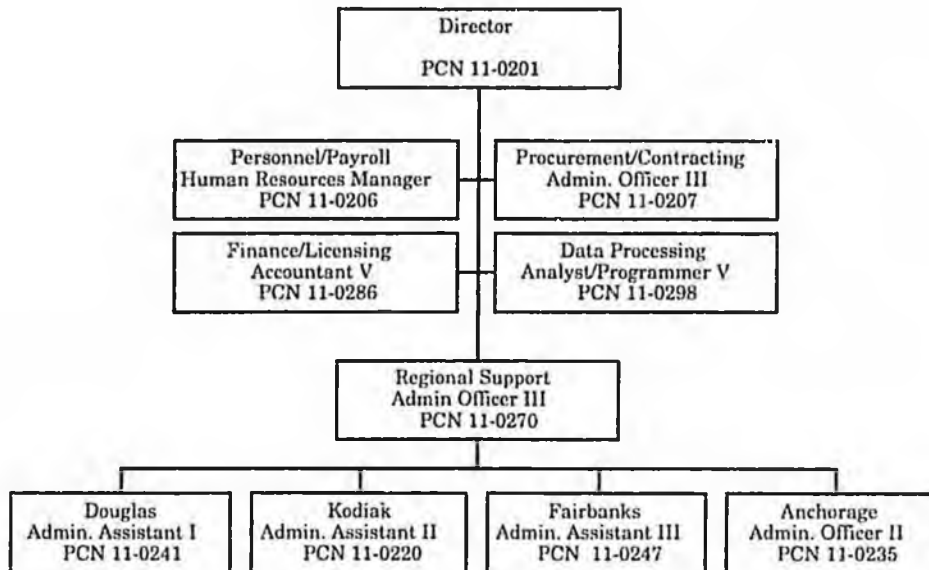 Director
PCN 11-0201
Personnel/Payroll
Human Resources Manager
PCN 11-0206
Procurement/Contracting
Admin. Officer III
PCN 11-0207
Finance/Licensing
Accountant V
PCN 11-0286
Data Processing
Analyst/Programmer V
PCN 11-0298
Regional Support
Admin Officer III
PCN 11-0270
Douglas
Admin. Assistant I
PCN 11-0241
Kodiak
Admin. Assistant II
PCN 11-0220
Fairbanks
Admin. Assistant III
PCN 11-0247
Anchorage
Admin. Officer II
PCN 11-0235